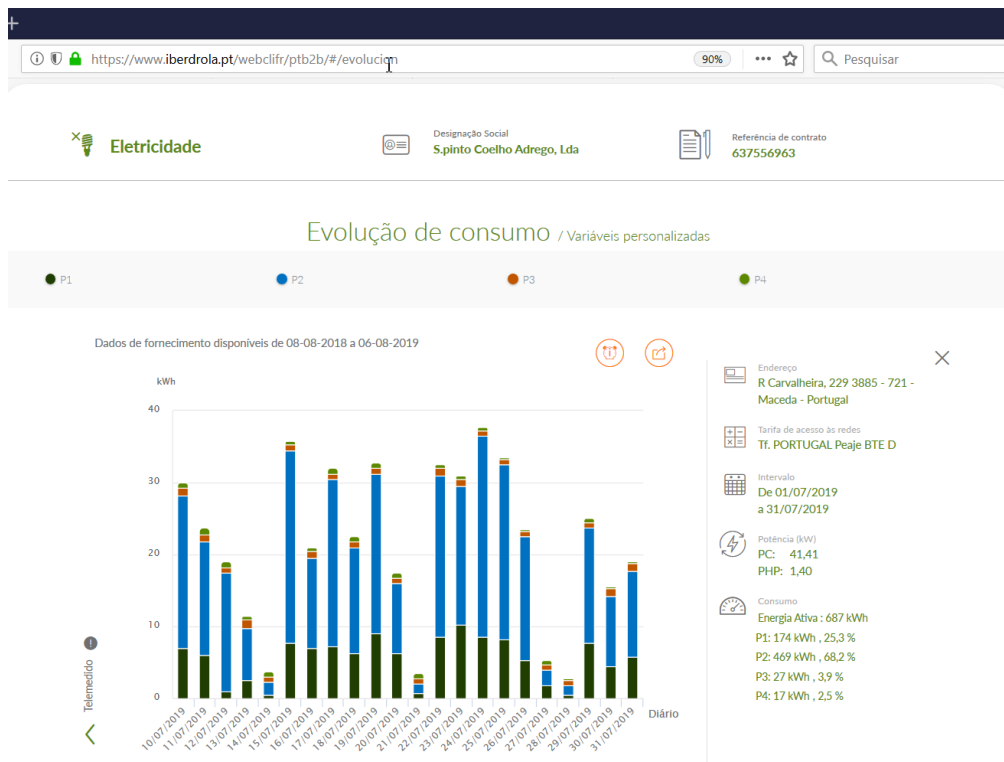 https://www.iberdrola.pt/webclifr/ptb2b/#/evolucion
90%
Pesquisar
Eletricidade
Designação Social
S.pinto Coelho Adrego, Lda
Referência de contrato
637556963
Evolução de consumo / Variáveis personalizadas
P1
P2
P3
P4
Dados de fornecimento disponíveis de 08-08-2018 a 06-08-2019
kWh
40
30
20
10
0
Telemedido
10/07/2019
11/07/2019
12/07/2019
13/07/2019
14/07/2019
15/07/2019
16/07/2019
17/07/2019
18/07/2019
19/07/2019
20/07/2019
21/07/2019
22/07/2019
23/07/2019
24/07/2019
25/07/2019
26/07/2019
27/07/2019
28/07/2019
29/07/2019
30/07/2019
31/07/2019
Diário
Endereço
R Carvalheira, 229 3885 - 721 -
Maceda - Portugal
Tarifa de acesso às redes
Tf. PORTUGAL Peaje BTE D
Intervalo
De 01/07/2019
a 31/07/2019
Potência (kW)
PC: 41,41
PHP: 1,40
Consumo
Energia Ativa : 687 kWh
P1: 174 kWh , 25,3 %
P2: 469 kWh , 68,2 %
P3: 27 kWh , 3,9 %
P4: 17 kWh , 2,5 %